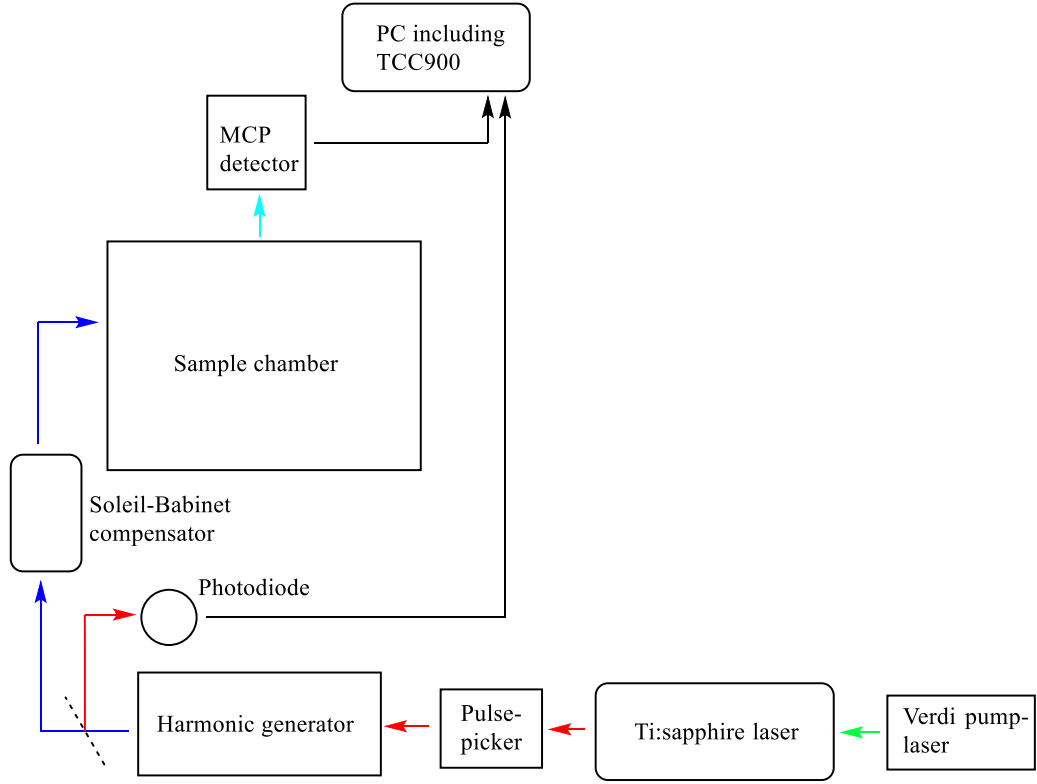 PC including
TCC900
MCP
detector
Sample chamber
Soleil-Babinet
compensator
Photodiode
Harmonic generator
Pulse-
picker
Ti:sapphire laser
Verdi pump-
laser